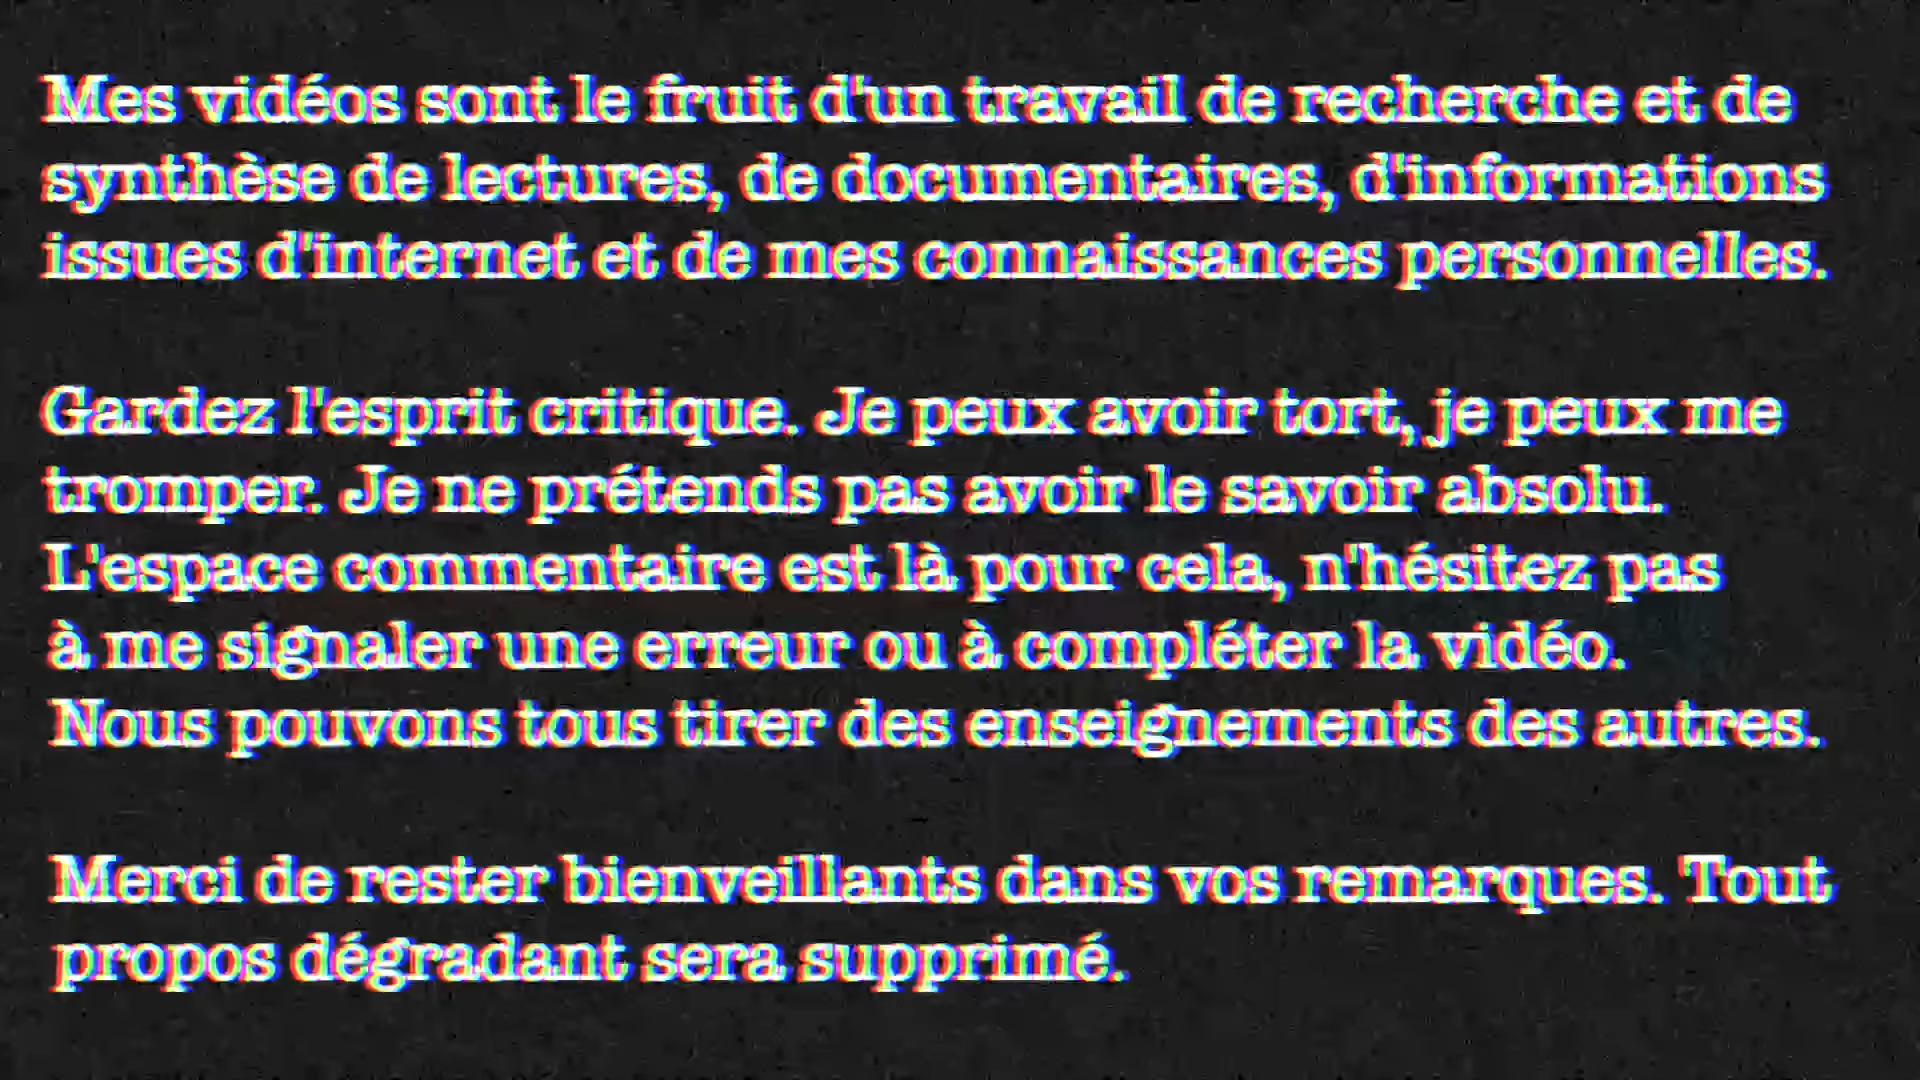 Mes vidéos sont le fruit d'un travail de recherche et de
synthèse de lectures, de documentaires, d'informations
issues d'internet et de mes connaissances personnelles.
Gardez l'esprit critique. Je peux avoir tort, je peux me
tromper. Je ne prétends pas avoir le savoir absolu.
L'espace commentaire est là pour cela, n'hésitez pas
à me signaler une erreur ou à compléter la vidéo.
Nous pouvons tous tirer des enseignements des autres.
Merci de rester bienveillants dans vos remarques. Tout
propos dégradant sera supprimé.